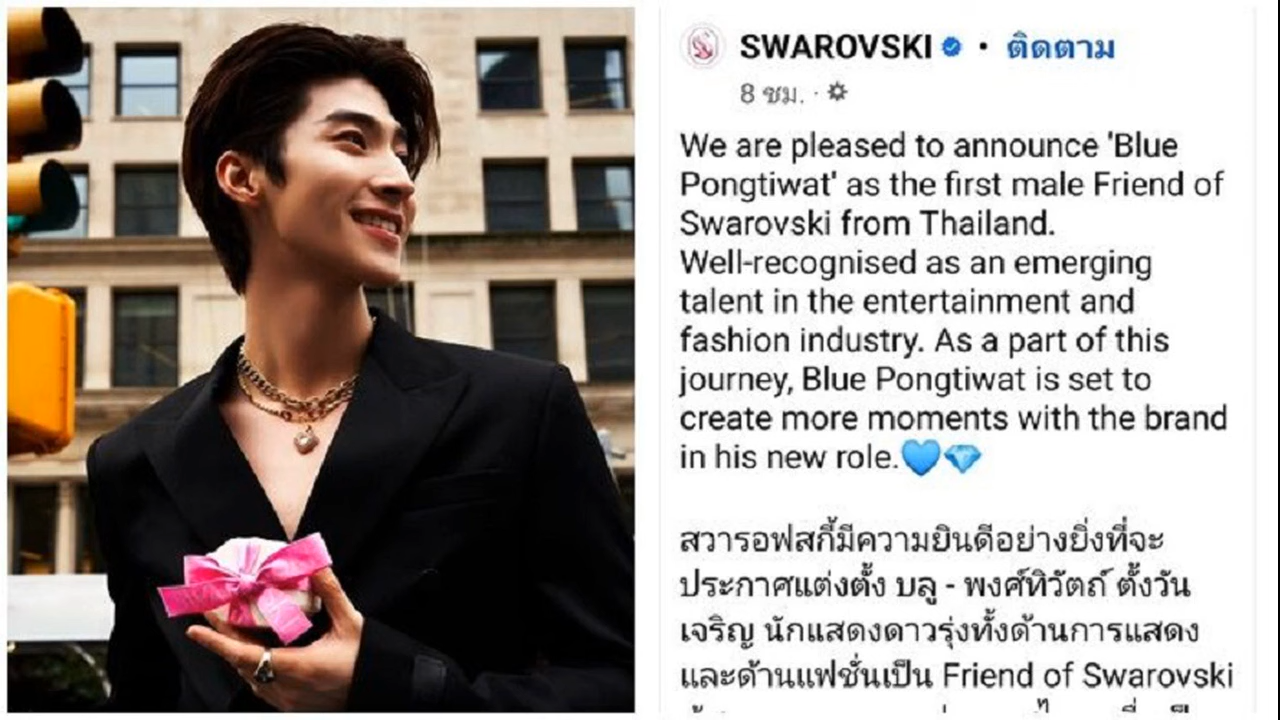 SWAROVSKI • ติดตาม
8 ชม. ·
We are pleased to announce 'Blue
Pongtiwat' as the first male Friend of
Swarovski from Thailand.
Well-recognised as an emerging
talent in the entertainment and
fashion industry. As a part of this
journey, Blue Pongtiwat is set to
create more moments with the brand
in his new role.💙💎
สวารอฟสกี้มีความยินดีอย่างยิ่งที่จะ
ประกาศแต่งตั้ง บลู - พงศ์ทิวัตถ์ ตั้งวัน
เจริญ นักแสดงดาวรุ่งทั้งด้านการแสดง
และด้านแฟชั่นเป็น Friend of Swarovski